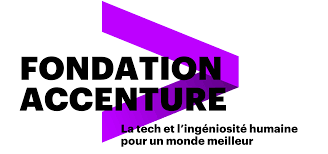 FONDATION
ACCENTURE
La tech et l'ingéniosité humaine
pour un monde meilleur